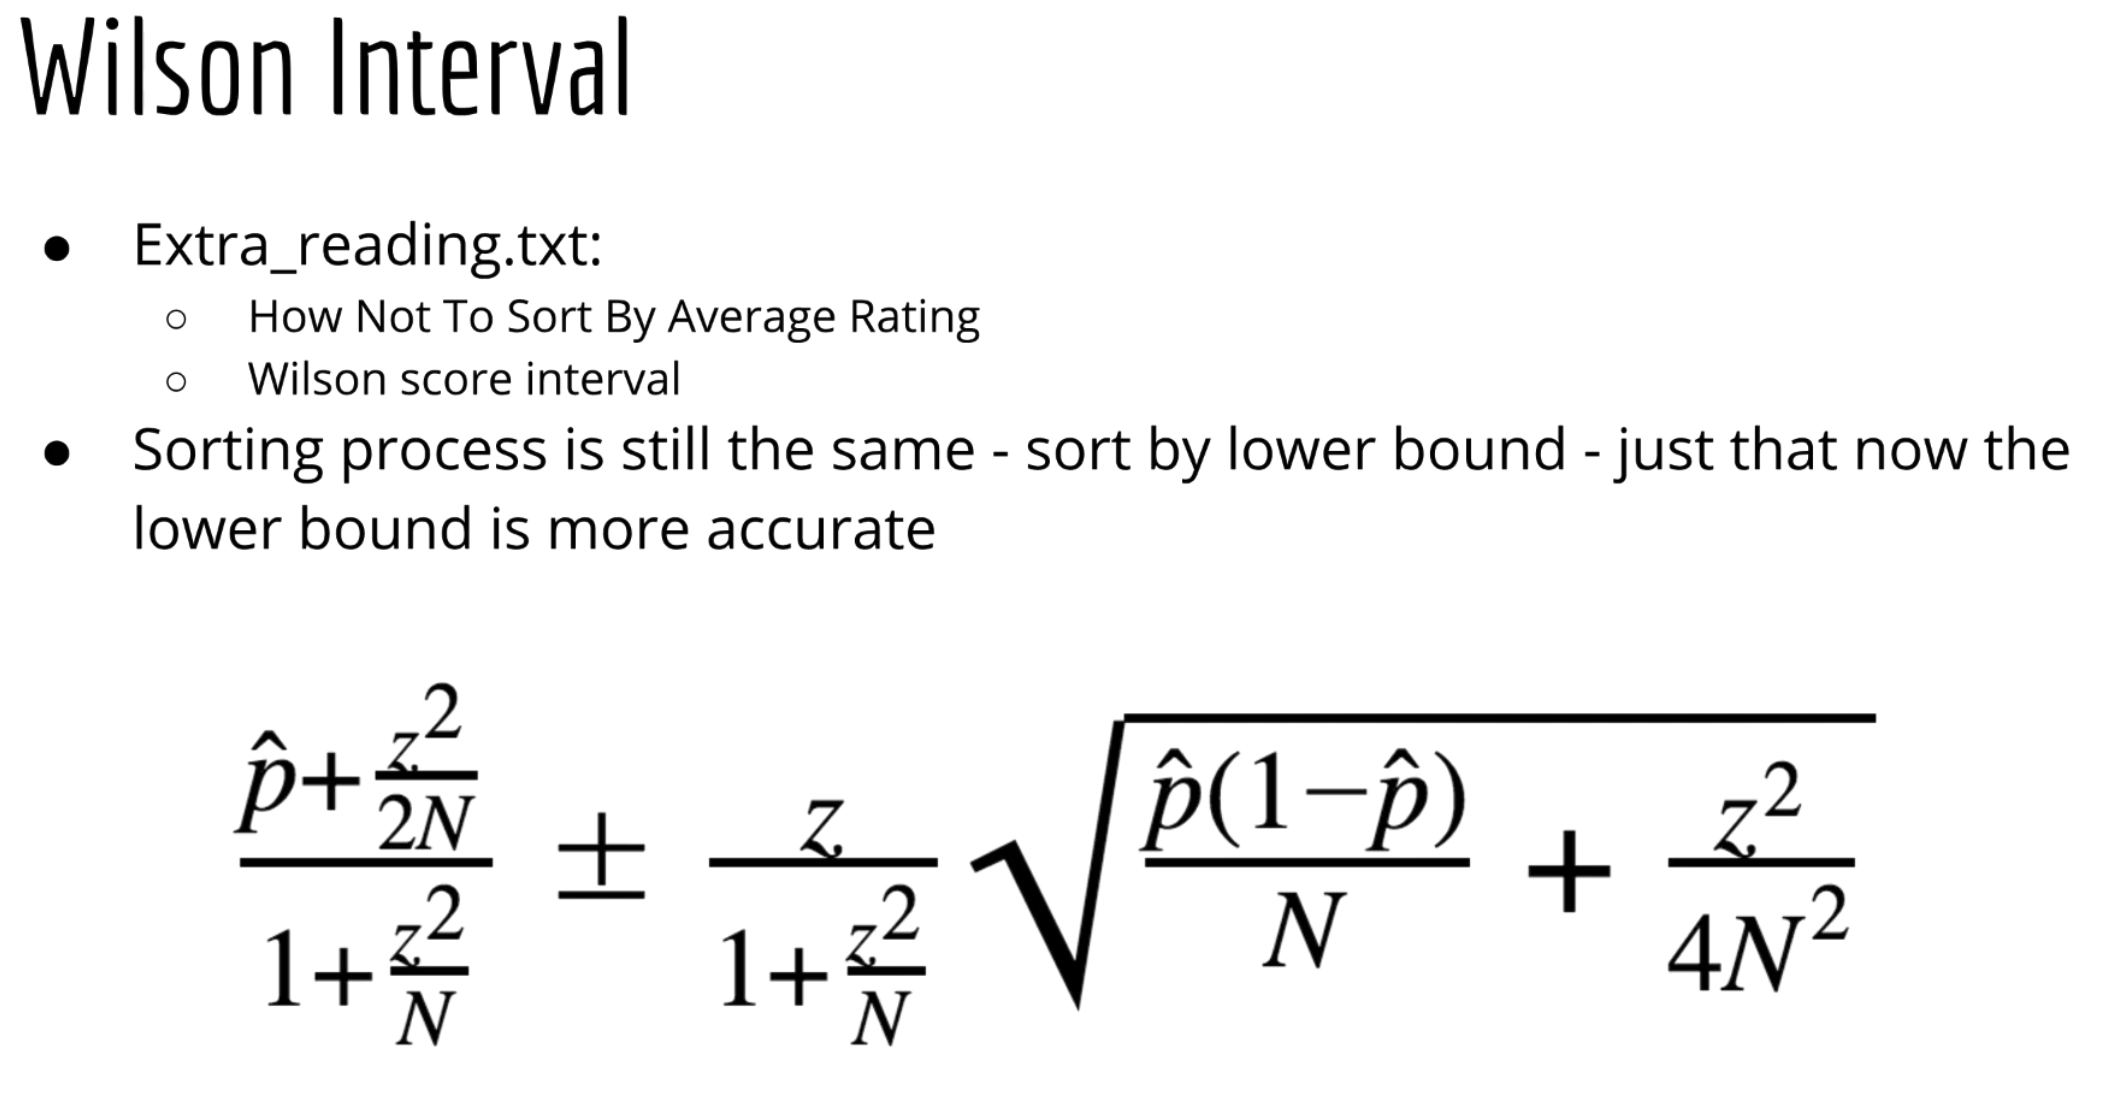 Wilson Interval
● Extra_reading.txt:
○ How Not To Sort By Average Rating
○ Wilson score interval
● Sorting process is still the same - sort by lower bound - just that now the
lower bound is more accurate
\frac{\hat{p}+\frac{z^2}{2N}}{1+\frac{z^2}{N}} \pm \frac{z}{1+\frac{z^2}{N}} \sqrt{\frac{\hat{p}(1-\hat{p})}{N} + \frac{z^2}{4N^2}}